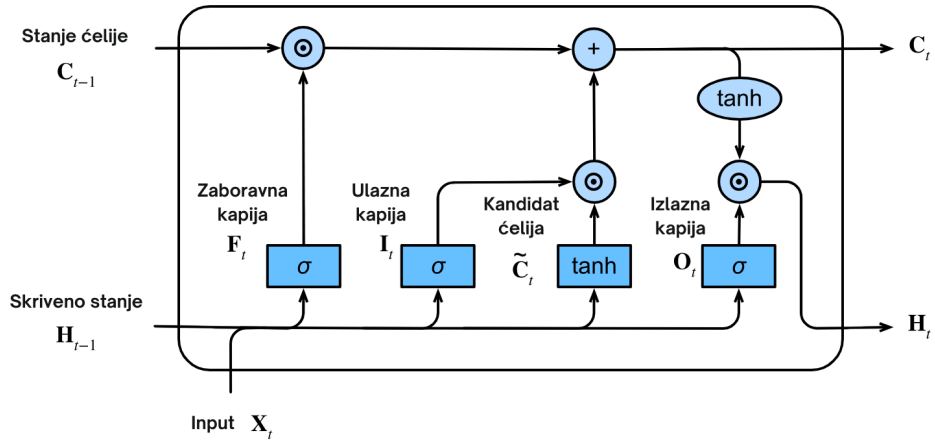 Stanje ćelije
C_{t−1}
+
C_t
tanh
Zaboravna
kapija
F_t
Ulazna
kapija
I_t
Kandidat
ćelija
C̃_t
Izlazna
kapija
O_t
σ
σ
tanh
σ
Skriveno stanje
H_{t−1}
H_t
Input X_t